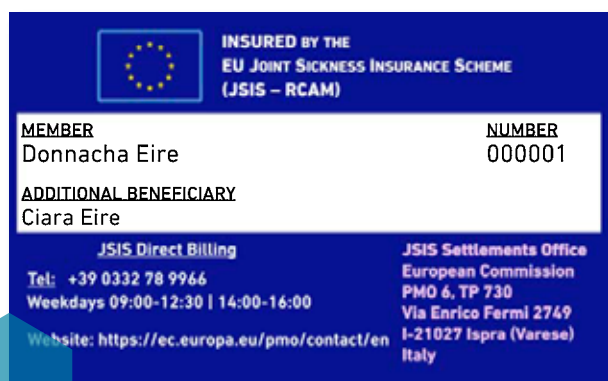 INSURED BY THE
EU JOINT SICKNESS INSURANCE SCHEME
(JSIS – RCAM)
MEMBER NUMBER
Donnacha Eire 000001
ADDITIONAL BENEFICIARY
Ciara Eire
JSIS Direct Billing
Tel: +39 0332 78 9966
Weekdays 09:00-12:30 | 14:00-16:00
Website: https://ec.europa.eu/pmo/contact/en
JSIS Settlements Office
European Commission
PMO 6, TP 730
Via Enrico Fermi 2749
I-21027 Ispra (Varese)
Italy